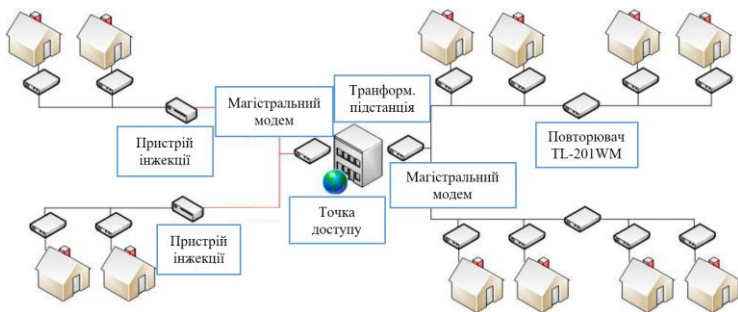 Магістральний
модем
Транформ.
підстанція
Пристрій
інжекції
Повторювач
TL-201WM
Магістральний
модем
Точка
доступу
Пристрій
інжекції